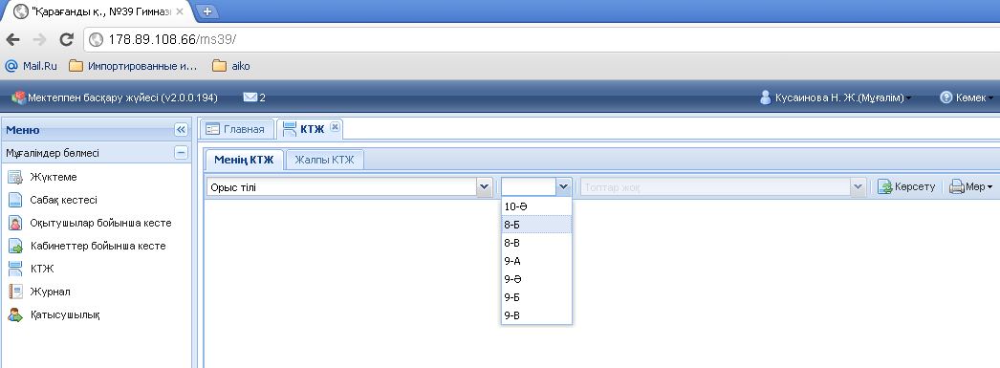 "Қарағанды қ., №39 Гимназі
178.89.108.66/ms39/
Mail.Ru Импортированные и... aiko
Мектеппен басқару жүйесі (v2.0.0.194) 2 Кусаинова Н. Ж.(Мұғалім) Көмек
Меню Главная КТЖ
Мұғалімдер бөлмесі Менің КТЖ Жалпы КТЖ
Жүктеме Орыс тілі Топтар жоқ Көрсету Мөр
Сабақ кестесі 10-Ә
Оқытушылар бойынша кесте 8-Б
Кабинеттер бойынша кесте 8-В
КТЖ 9-А
Журнал 9-Ә
Қатысушылық 9-Б
9-В